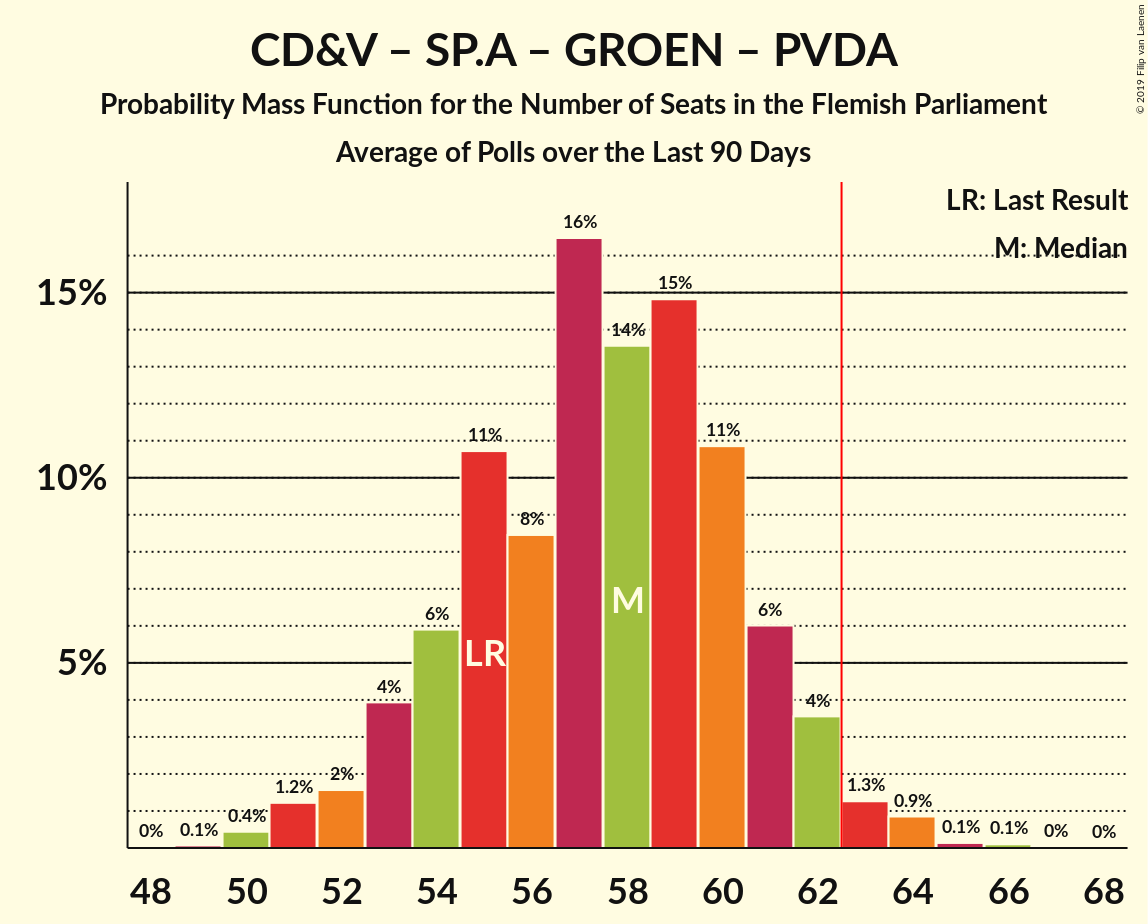 CD&V – SP.A – GROEN – PVDA
Probability Mass Function for the Number of Seats in the Flemish Parliament
Average of Polls over the Last 90 Days
© 2019 Filip van Laenen
LR: Last Result
M: Median
15%
10%
5%
0%
0.1%
0.4%
1.2%
2%
4%
6%
11%
8%
16%
14%
15%
11%
6%
4%
1.3%
0.9%
0.1%
0.1%
0%
0%
LR
M
48 50 52 54 56 58 60 62 64 66 68